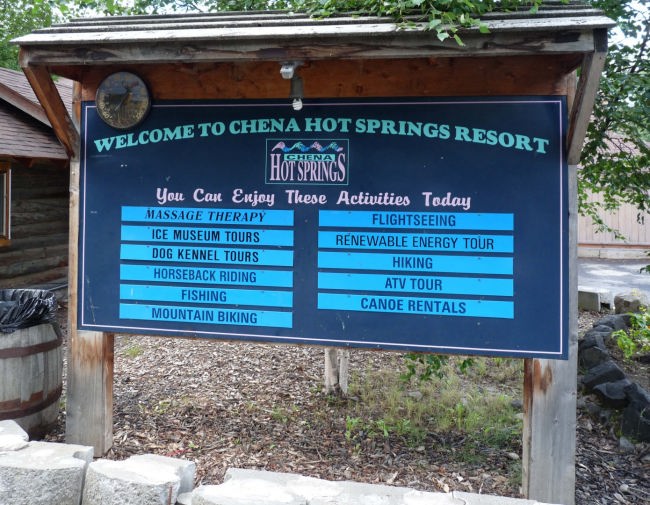 WELCOME TO CHENA HOT SPRINGS RESORT
CHENA
HOT SPRINGS
You Can Enjoy These Activities Today
MASSAGE THERAPY
ICE MUSEUM TOURS
DOG KENNEL TOURS
HORSEBACK RIDING
FISHING
MOUNTAIN BIKING
FLIGHTSEEING
RENEWABLE ENERGY TOUR
HIKING
ATV TOUR
CANOE RENTALS